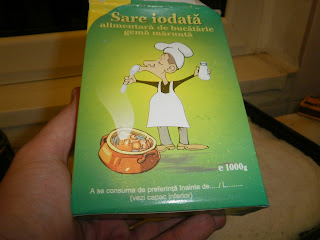 Sare iodată
alimentară de bucătărie
gemă măruntă
e 1000g
A se consuma de preferință înainte de..../L.......
(vezi capac inferior)